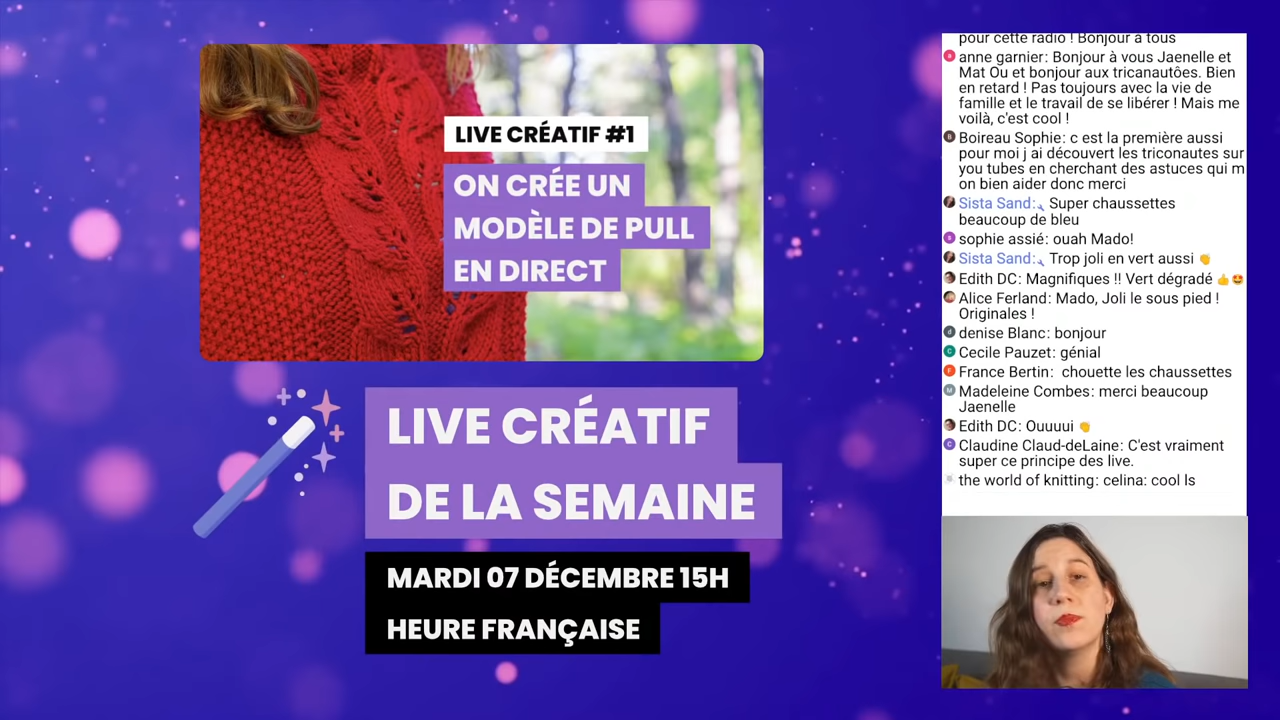 LIVE CRÉATIF #1
ON CRÉE UN
MODÈLE DE PULL
EN DIRECT
LIVE CRÉATIF
DE LA SEMAINE
MARDI 07 DÉCEMBRE 15H
HEURE FRANÇAISE
pour cette radio ! Bonjour à tous
anne garnier: Bonjour à vous Jaenelle et
Mat Ou et bonjour aux tricanautôes. Bien
en retard ! Pas toujours avec la vie de
famille et le travail de se libérer ! Mais me
voilà, c'est cool !
Boireau Sophie: c est la première aussi
pour moi j ai découvert les triconautes sur
you tubes en cherchant des astuces qui m
on bien aider donc merci
Sista Sand: Super chaussettes
beaucoup de bleu
sophie assié: ouah Mado!
Sista Sand: Trop joli en vert aussi 👏
Edith DC: Magnifiques !! Vert dégradé 👍🤩
Alice Ferland: Mado, Joli le sous pied !
Originales !
denise Blanc: bonjour
Cecile Pauzet: génial
France Bertin: chouette les chaussettes
Madeleine Combes: merci beaucoup
Jaenelle
Edith DC: Ouuuui 👏
Claudine Claud-deLaine: C'est vraiment
super ce principe des live.
the world of knitting: celina: cool ls